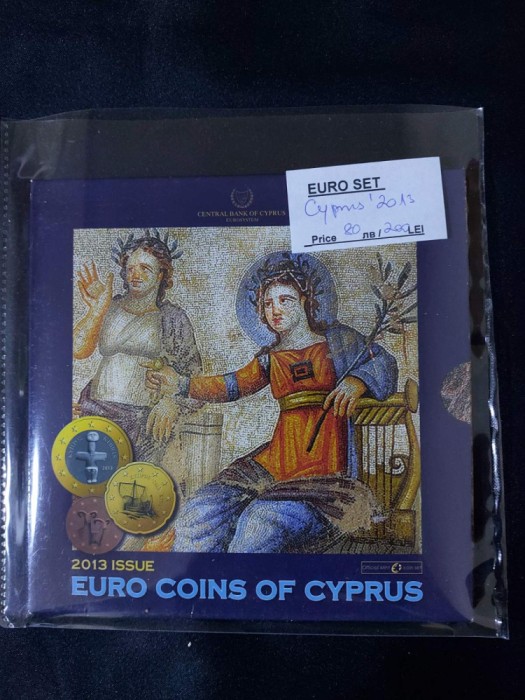 EURO SET
Cyprus '2013
Price 80 лв / 200 LEI
CENTRAL BANK OF CYPRUS
EUROSYSTEM
2013 ISSUE
EURO COINS OF CYPRUS